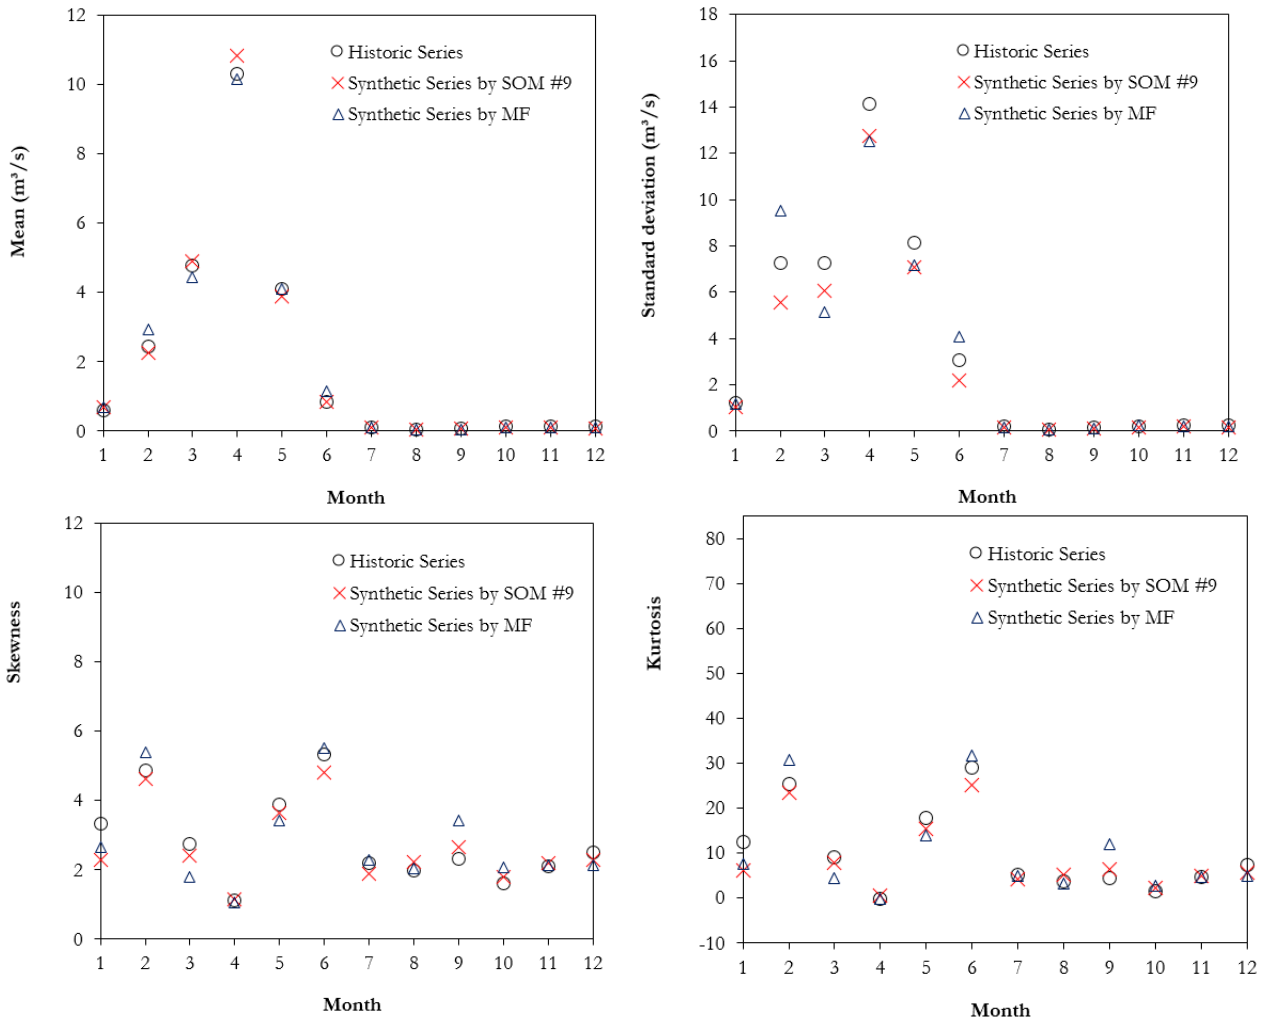 12
10
8
6
4
2
0
Mean (m³/s)
Historic Series
Synthetic Series by SOM #9
Synthetic Series by MF
1 2 3 4 5 6 7 8 9 10 11 12
Month
18
16
14
12
10
8
6
4
2
0
Standard deviation (m³/s)
Historic Series
Synthetic Series by SOM #9
Synthetic Series by MF
1 2 3 4 5 6 7 8 9 10 11 12
Month
12
10
8
6
4
2
0
Skewness
Historic Series
Synthetic Series by SOM #9
Synthetic Series by MF
1 2 3 4 5 6 7 8 9 10 11 12
Month
80
70
60
50
40
30
20
10
0
-10
Kurtosis
Historic Series
Synthetic Series by SOM #9
Synthetic Series by MF
1 2 3 4 5 6 7 8 9 10 11 12
Month